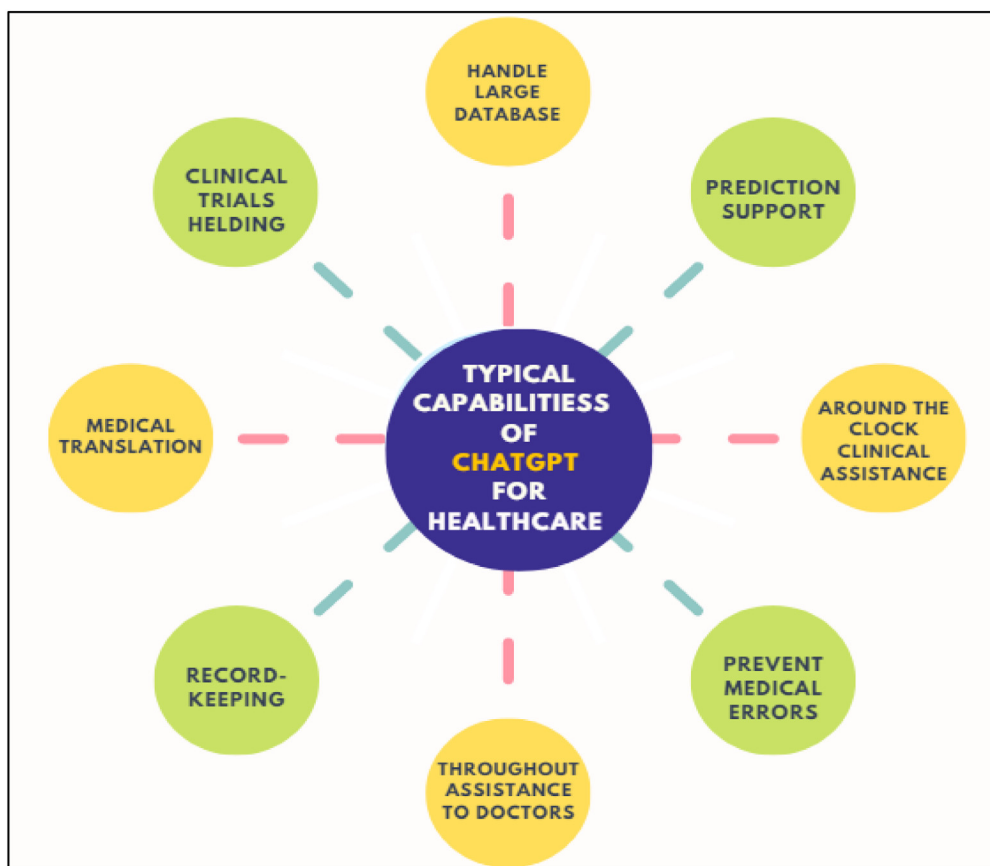 HANDLE
LARGE
DATABASE
CLINICAL
TRIALS
HELDING
PREDICTION
SUPPORT
TYPICAL
CAPABILITIESS
OF
CHATGPT
FOR
HEALTHCARE
MEDICAL
TRANSLATION
AROUND THE
CLOCK
CLINICAL
ASSISTANCE
RECORD-
KEEPING
PREVENT
MEDICAL
ERRORS
THROUGHOUT
ASSISTANCE
TO DOCTORS